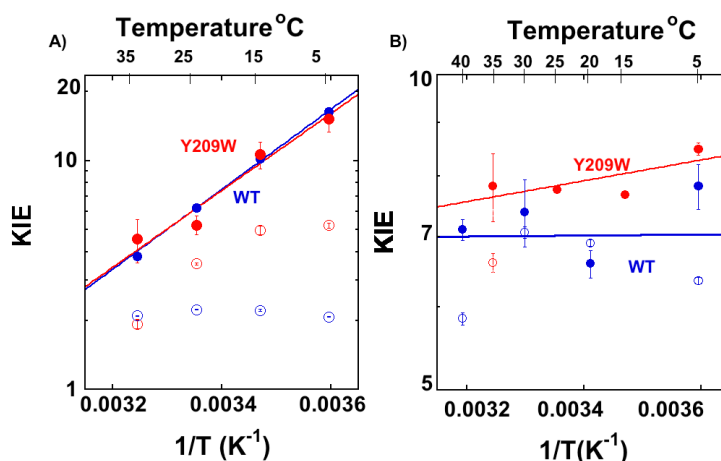 A) Temperature °C
35 25 15 5
20
10
1
KIE
Y209W
WT
0.0032 0.0034 0.0036
1/T (K⁻¹)
B) Temperature °C
40 35 30 25 20 15 5
10
7
5
KIE
Y209W
WT
0.0032 0.0034 0.0036
1/T(K⁻¹)